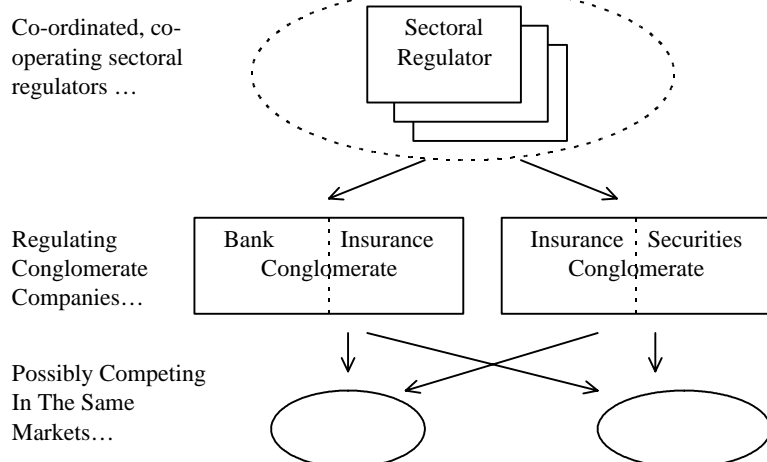 Co-ordinated, co-
operating sectoral
regulators …
Sectoral
Regulator
Regulating
Conglomerate
Companies…
Bank Insurance
Conglomerate
Insurance Securities
Conglomerate
Possibly Competing
In The Same
Markets…